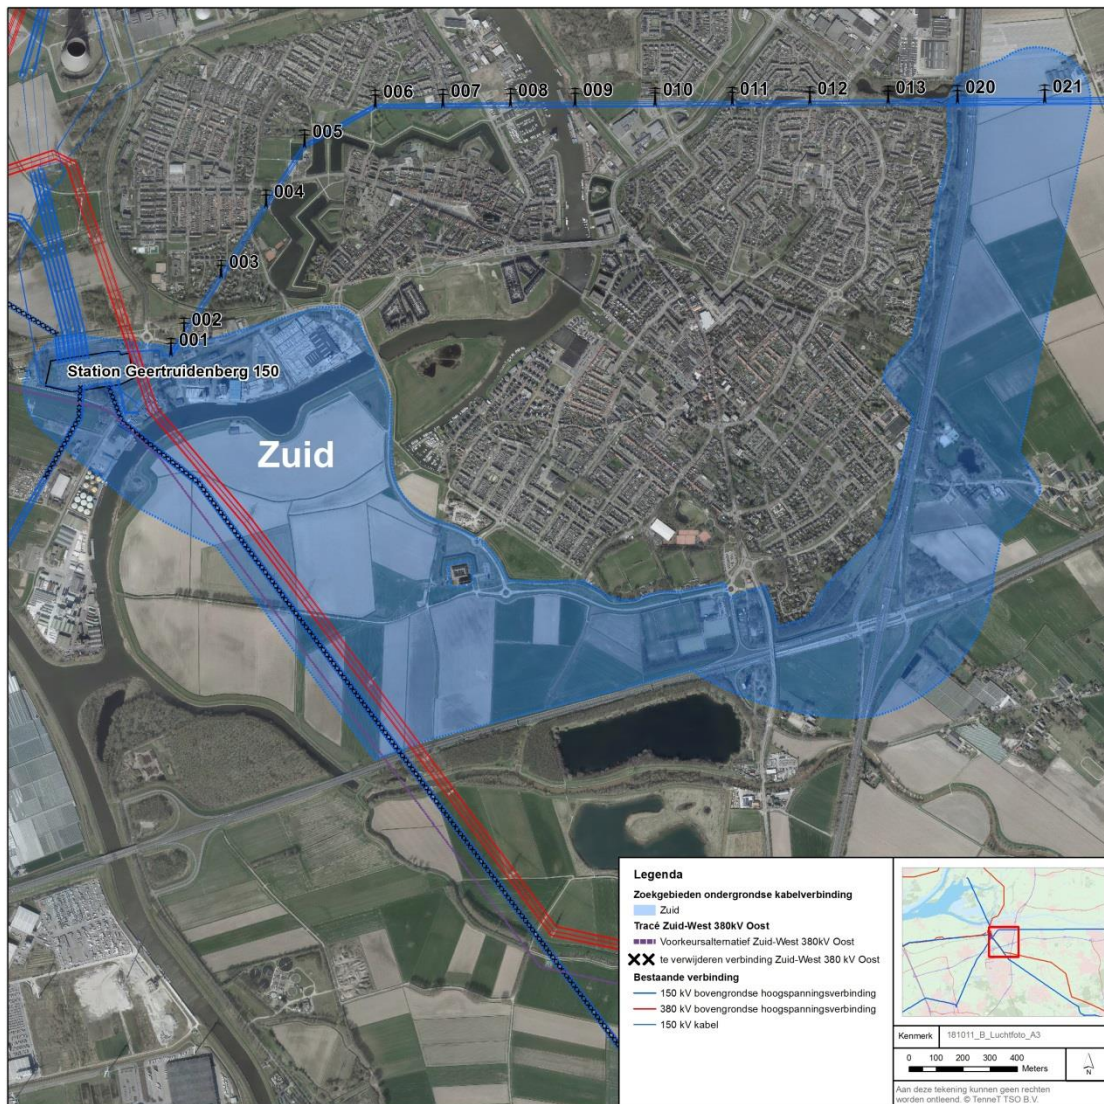 006
007
008
009
010
011
012
013
020
021
005
004
003
002
001
Station Geertruidenberg 150
Zuid
Legenda
Zoekgebieden ondergrondse kabelverbinding
Zuid
Tracé Zuid-West 380kV Oost
Voorkeursalternatief Zuid-West 380kV Oost
te verwijderen verbinding Zuid-West 380 kV Oost
Bestaande verbinding
150 kV bovengrondse hoogspanningsverbinding
380 kV bovengrondse hoogspanningsverbinding
150 kV kabel
Kenmerk 181011_B_Luchtfoto_A3
0 100 200 300 400
Meters
N
Aan deze tekening kunnen geen rechten
worden ontleend. © TenneT TSO B.V.